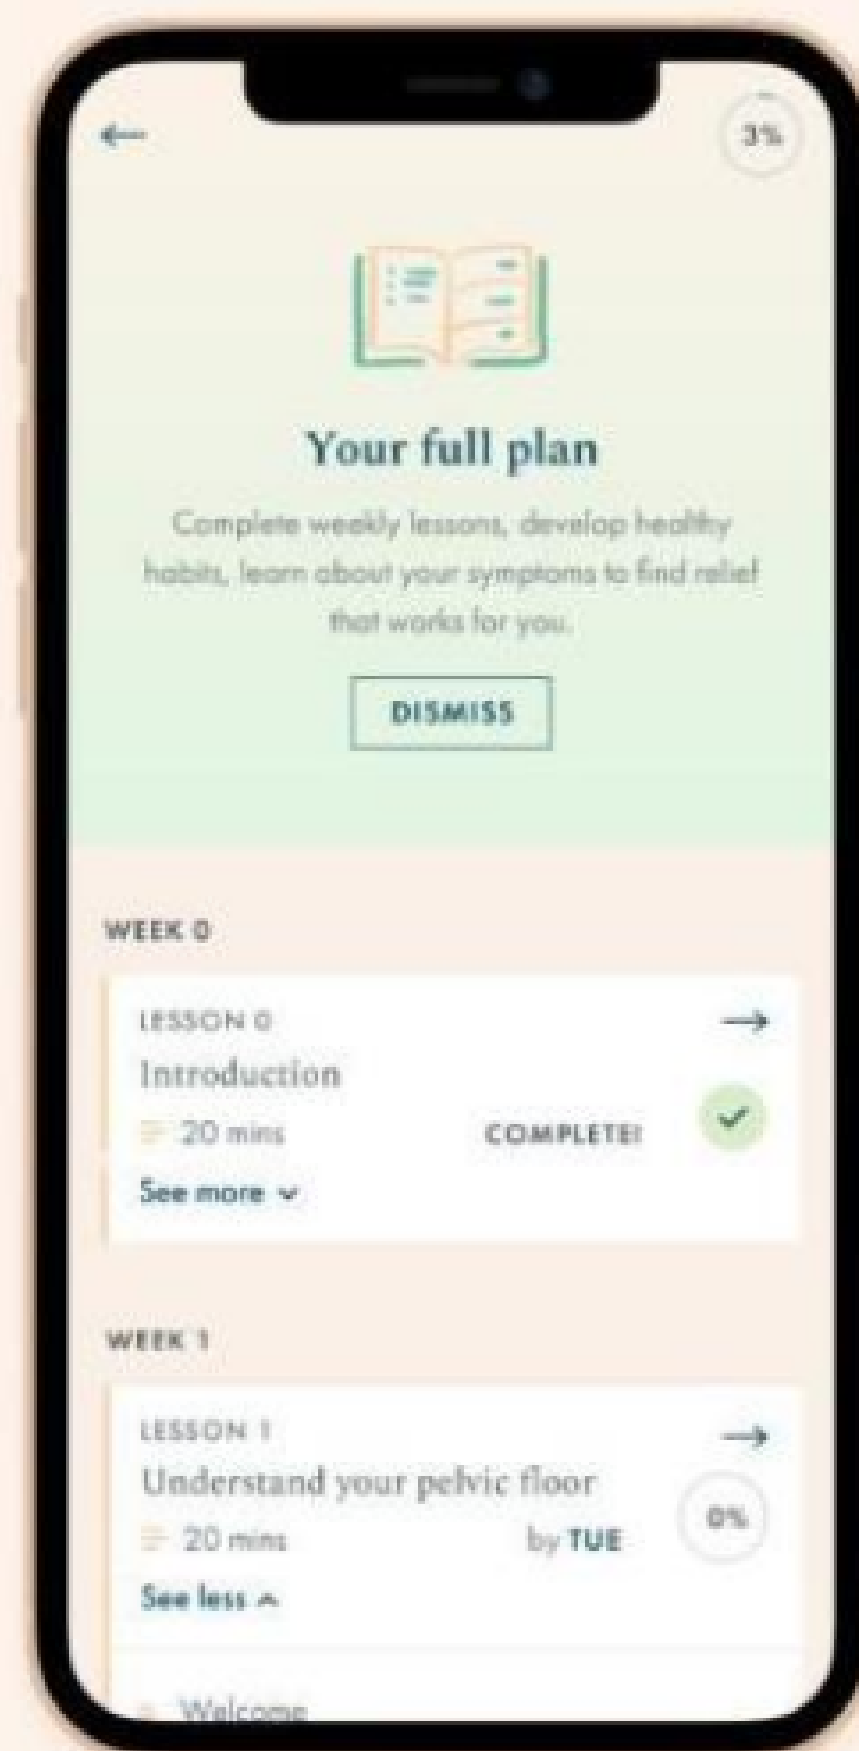 3%
Your full plan
Complete weekly lessons, develop healthy
habits, learn about your symptoms to find relief
that works for you.
DISMISS
WEEK 0
LESSON 0
Introduction
20 mins
COMPLETE!
See more
WEEK 1
LESSON 1
Understand your pelvic floor
0%
20 mins
by TUE
See less
Welcome